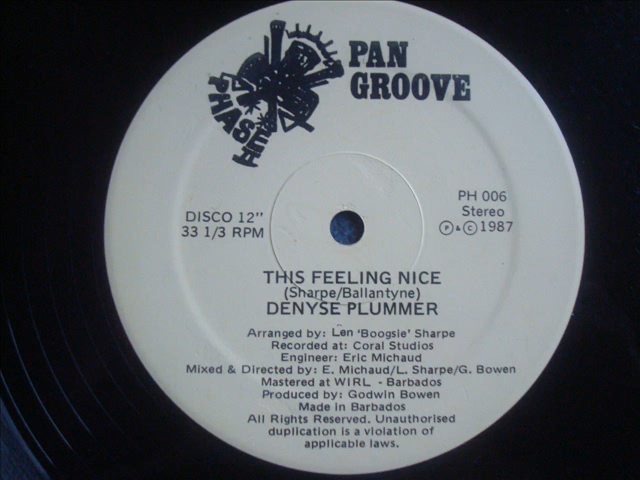 PHASE II
PAN
GROOVE
PH 006
Stereo
Ⓟ & © 1987
DISCO 12"
33 1/3 RPM
THIS FEELING NICE
(Sharpe/Ballantyne)
DENYSE PLUMMER
Arranged by: Len 'Boogsie' Sharpe
Recorded at: Coral Studios
Engineer: Eric Michaud
Mixed & Directed by: E. Michaud/L. Sharpe/G. Bowen
Mastered at WIRL - Barbados
Produced by: Godwin Bowen
Made in Barbados
All Rights Reserved. Unauthorised
duplication is a violation of
applicable laws.